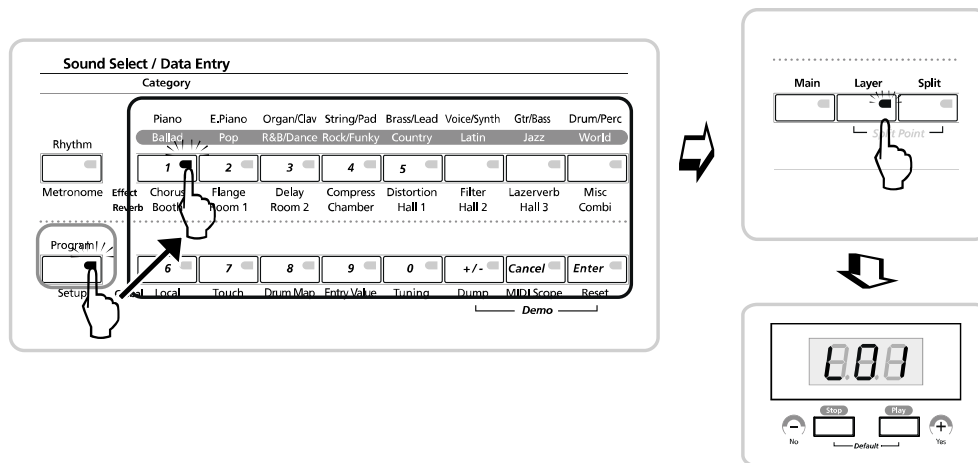 Sound Select / Data Entry
Category
Piano E.Piano Organ/Clav String/Pad Brass/Lead Voice/Synth Gtr/Bass Drum/Perc
Ballad Pop R&B/Dance Rock/Funky Country Latin Jazz World
Rhythm
1 2 3 4 5
Metronome Effect Chorus Flange Delay Compress Distortion Filter Lazerverb Misc
Reverb Booth Room 1 Room 2 Chamber Hall 1 Hall 2 Hall 3 Combi
Program
6 7 8 9 0 +/- Cancel Enter
Setup Local Touch Drum Map Entry Value Tuning Dump MIDI Scope Reset
Demo
Main Layer Split
Split Point
L01
Stop Play
No Default Yes